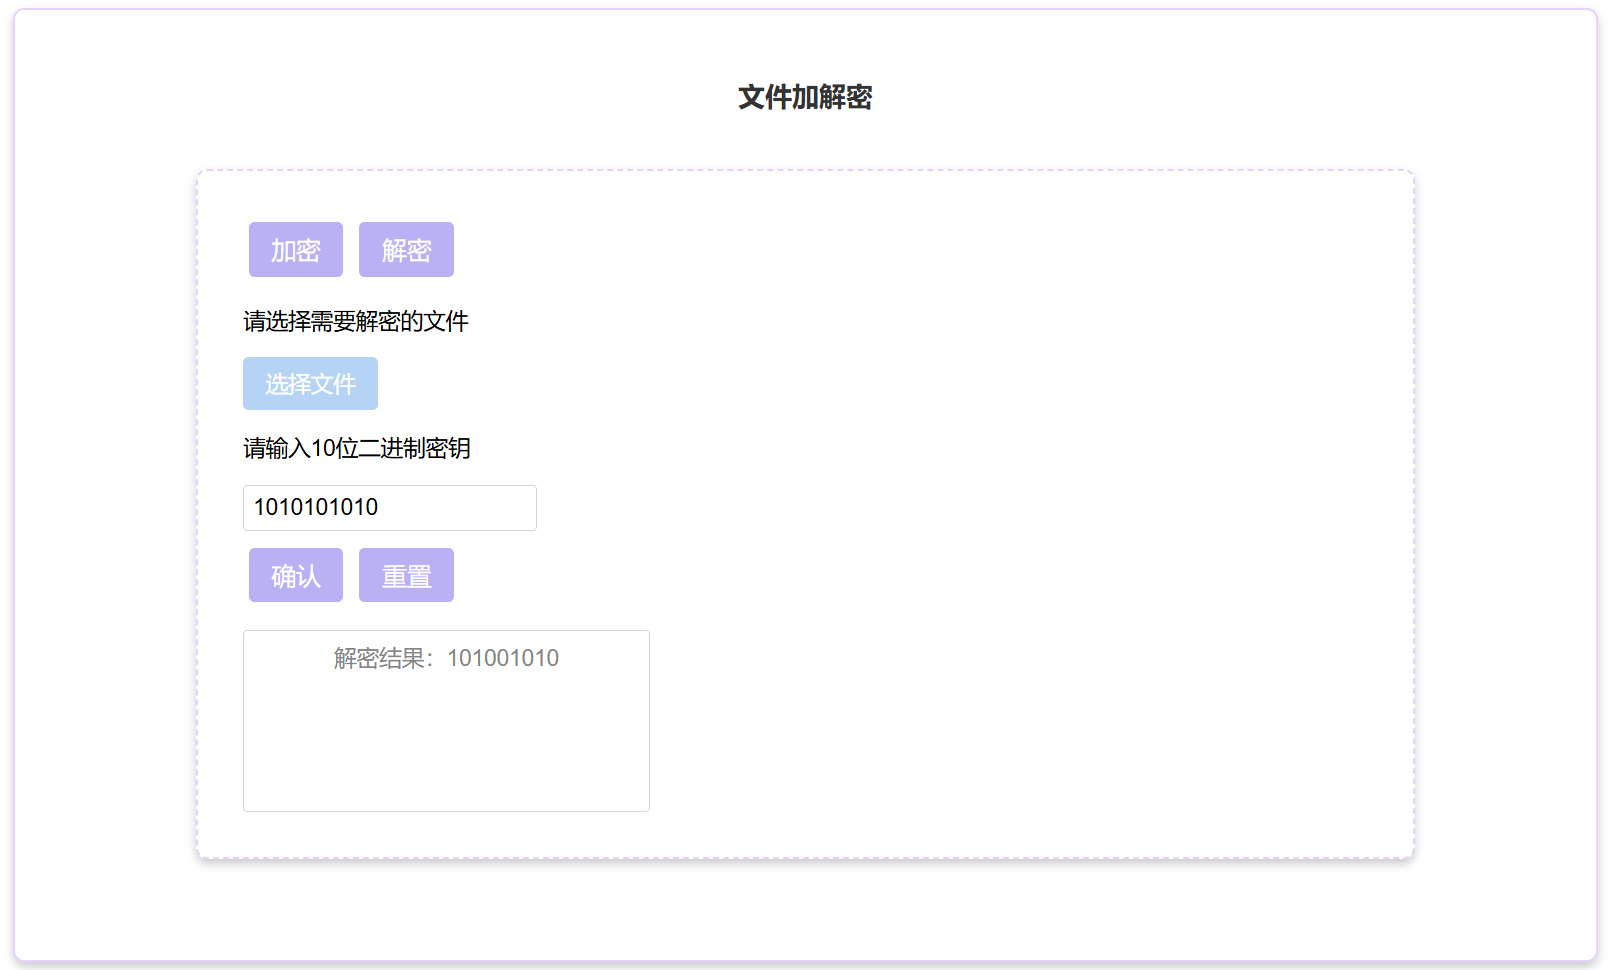 文件加解密
加密 解密
请选择需要解密的文件
选择文件
请输入10位二进制密钥
1010101010
确认 重置
解密结果：101001010